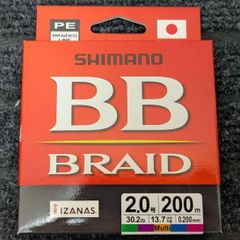 PE
BRAIDED
LINE
SHIMANO
BB
BRAID
IZANAS
2.0号 200m
30.2lb 13.7kg 0.200mm
Multi